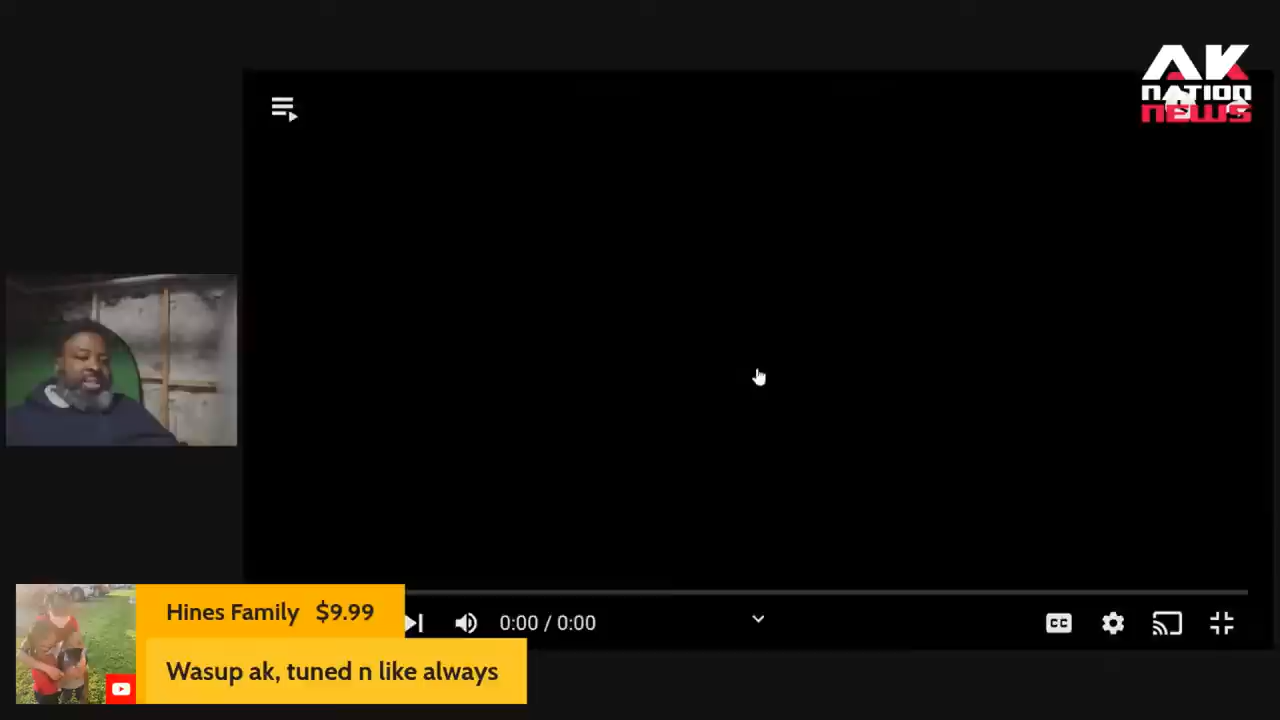 AK
NATION
NEWS
Hines Family $9.99
0:00 / 0:00
CC
Wasup ak, tuned n like always